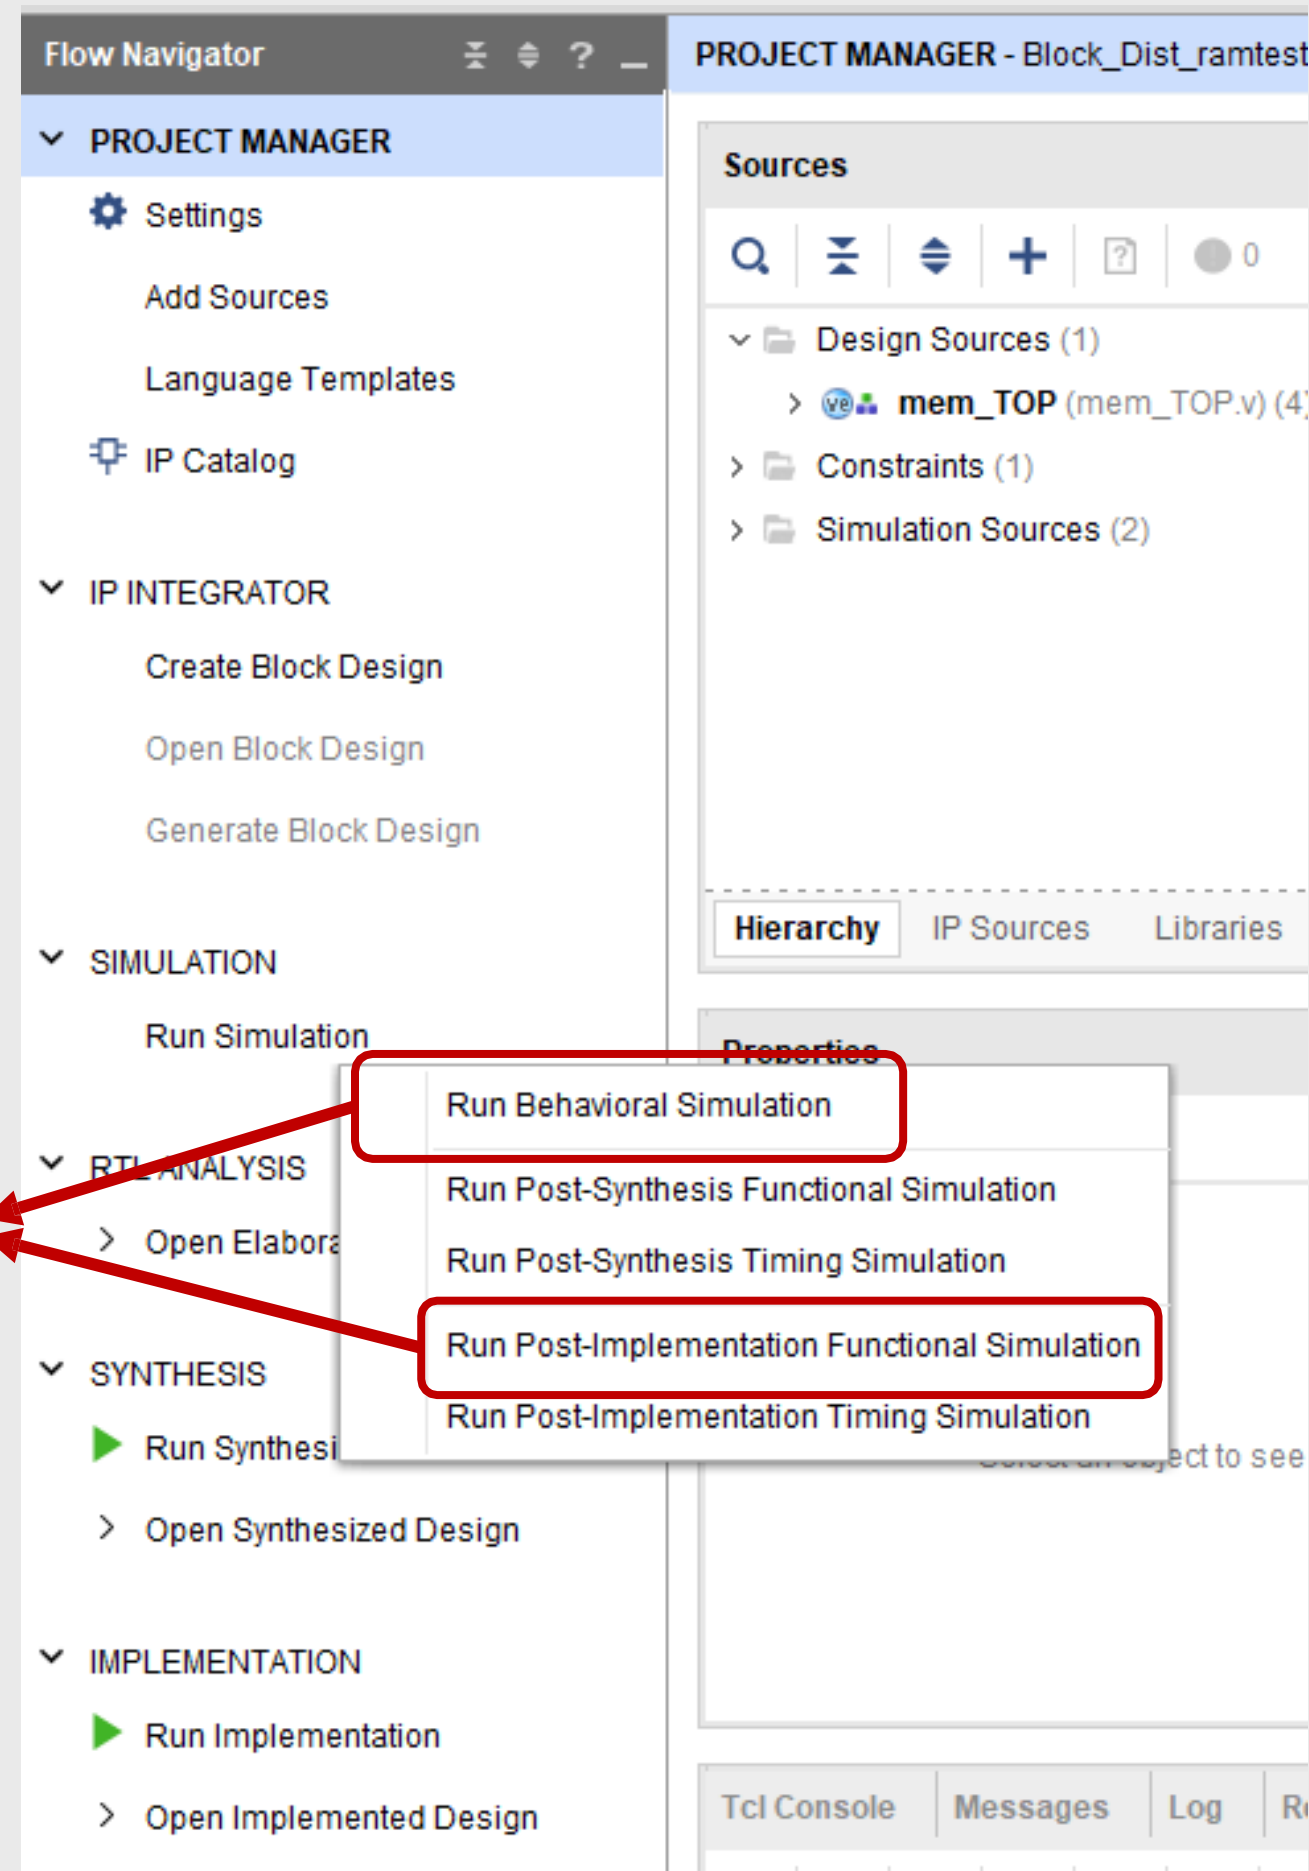 Flow Navigator
PROJECT MANAGER
Settings
Add Sources
Language Templates
IP Catalog
IP INTEGRATOR
Create Block Design
Open Block Design
Generate Block Design
SIMULATION
Run Simulation
RTL ANALYSIS
Open Elabora
SYNTHESIS
Run Synthesi
Open Synthesized Design
IMPLEMENTATION
Run Implementation
Open Implemented Design
PROJECT MANAGER - Block_Dist_ramtest
Sources
0
Design Sources (1)
mem_TOP (mem_TOP.v) (4)
Constraints (1)
Simulation Sources (2)
Hierarchy IP Sources Libraries
Properties
Run Behavioral Simulation
Run Post-Synthesis Functional Simulation
Run Post-Synthesis Timing Simulation
Run Post-Implementation Functional Simulation
Run Post-Implementation Timing Simulation
Select an object to see
Tcl Console Messages Log